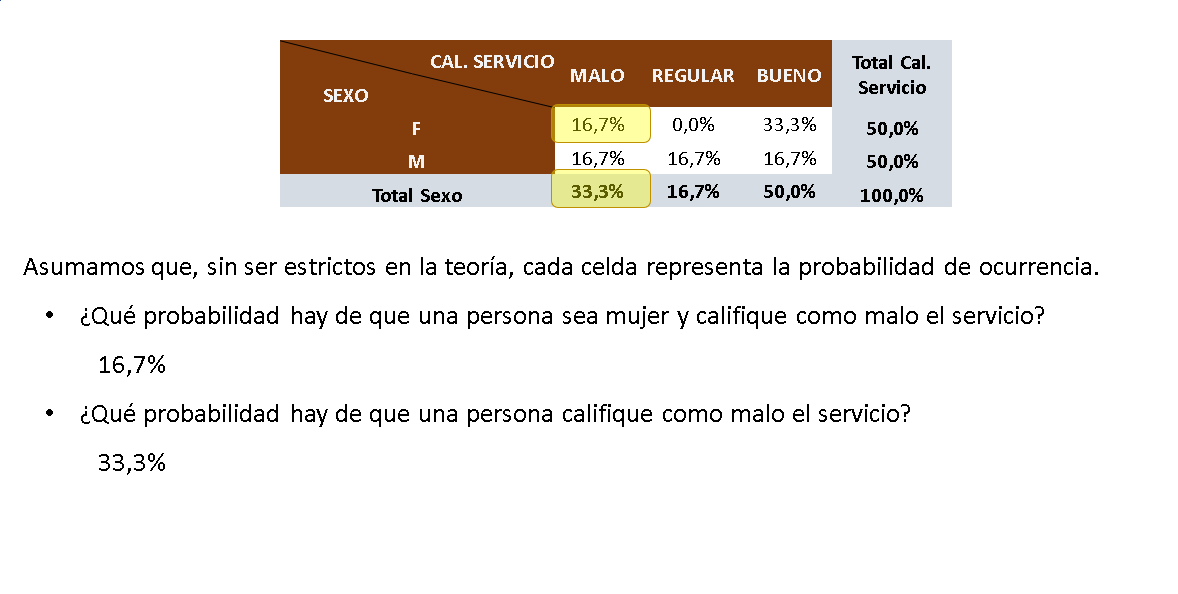 CAL. SERVICIO
SEXO
MALO REGULAR BUENO
Total Cal.
Servicio
F 16,7% 0,0% 33,3% 50,0%
M 16,7% 16,7% 16,7% 50,0%
Total Sexo 33,3% 16,7% 50,0% 100,0%
Asumamos que, sin ser estrictos en la teoría, cada celda representa la probabilidad de ocurrencia.
• ¿Qué probabilidad hay de que una persona sea mujer y califique como malo el servicio?
16,7%
• ¿Qué probabilidad hay de que una persona califique como malo el servicio?
33,3%